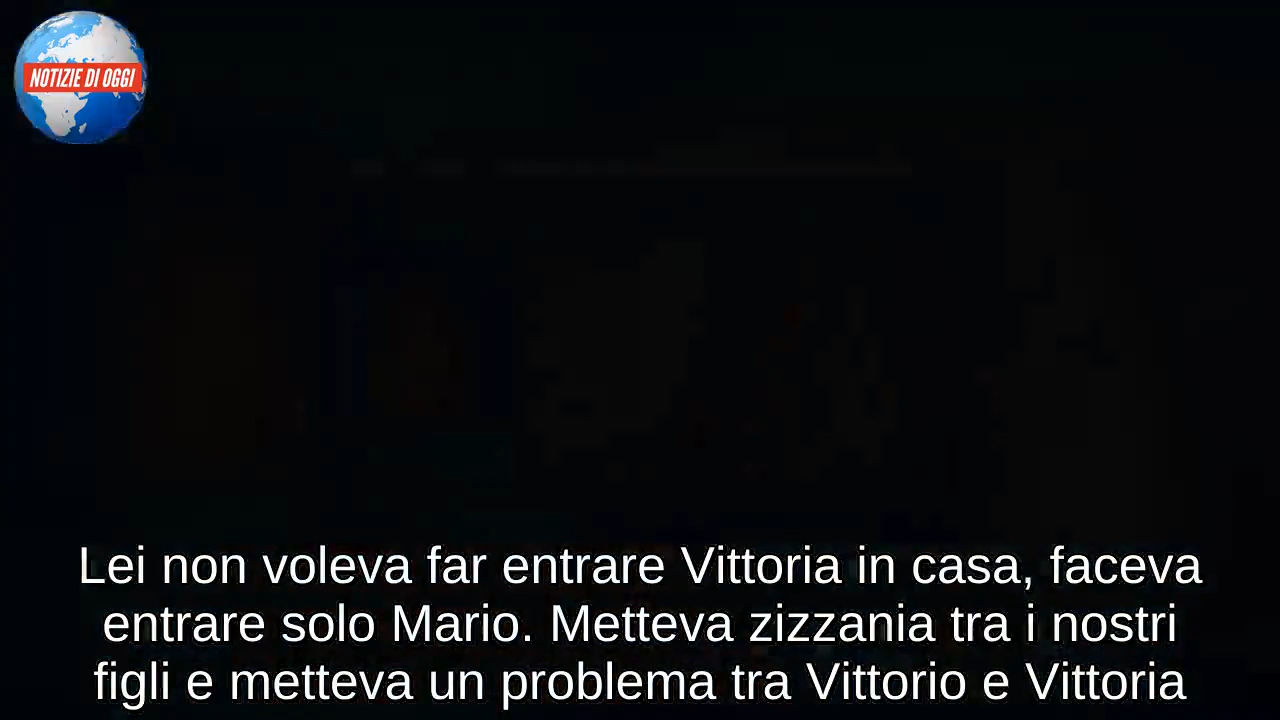 NOTIZIE DI OGGI
Lei non voleva far entrare Vittoria in casa, faceva
entrare solo Mario. Metteva zizzania tra i nostri
figli e metteva un problema tra Vittorio e Vittoria